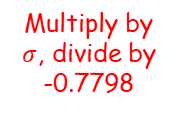 Multiply by
σ, divide by
-0.7798